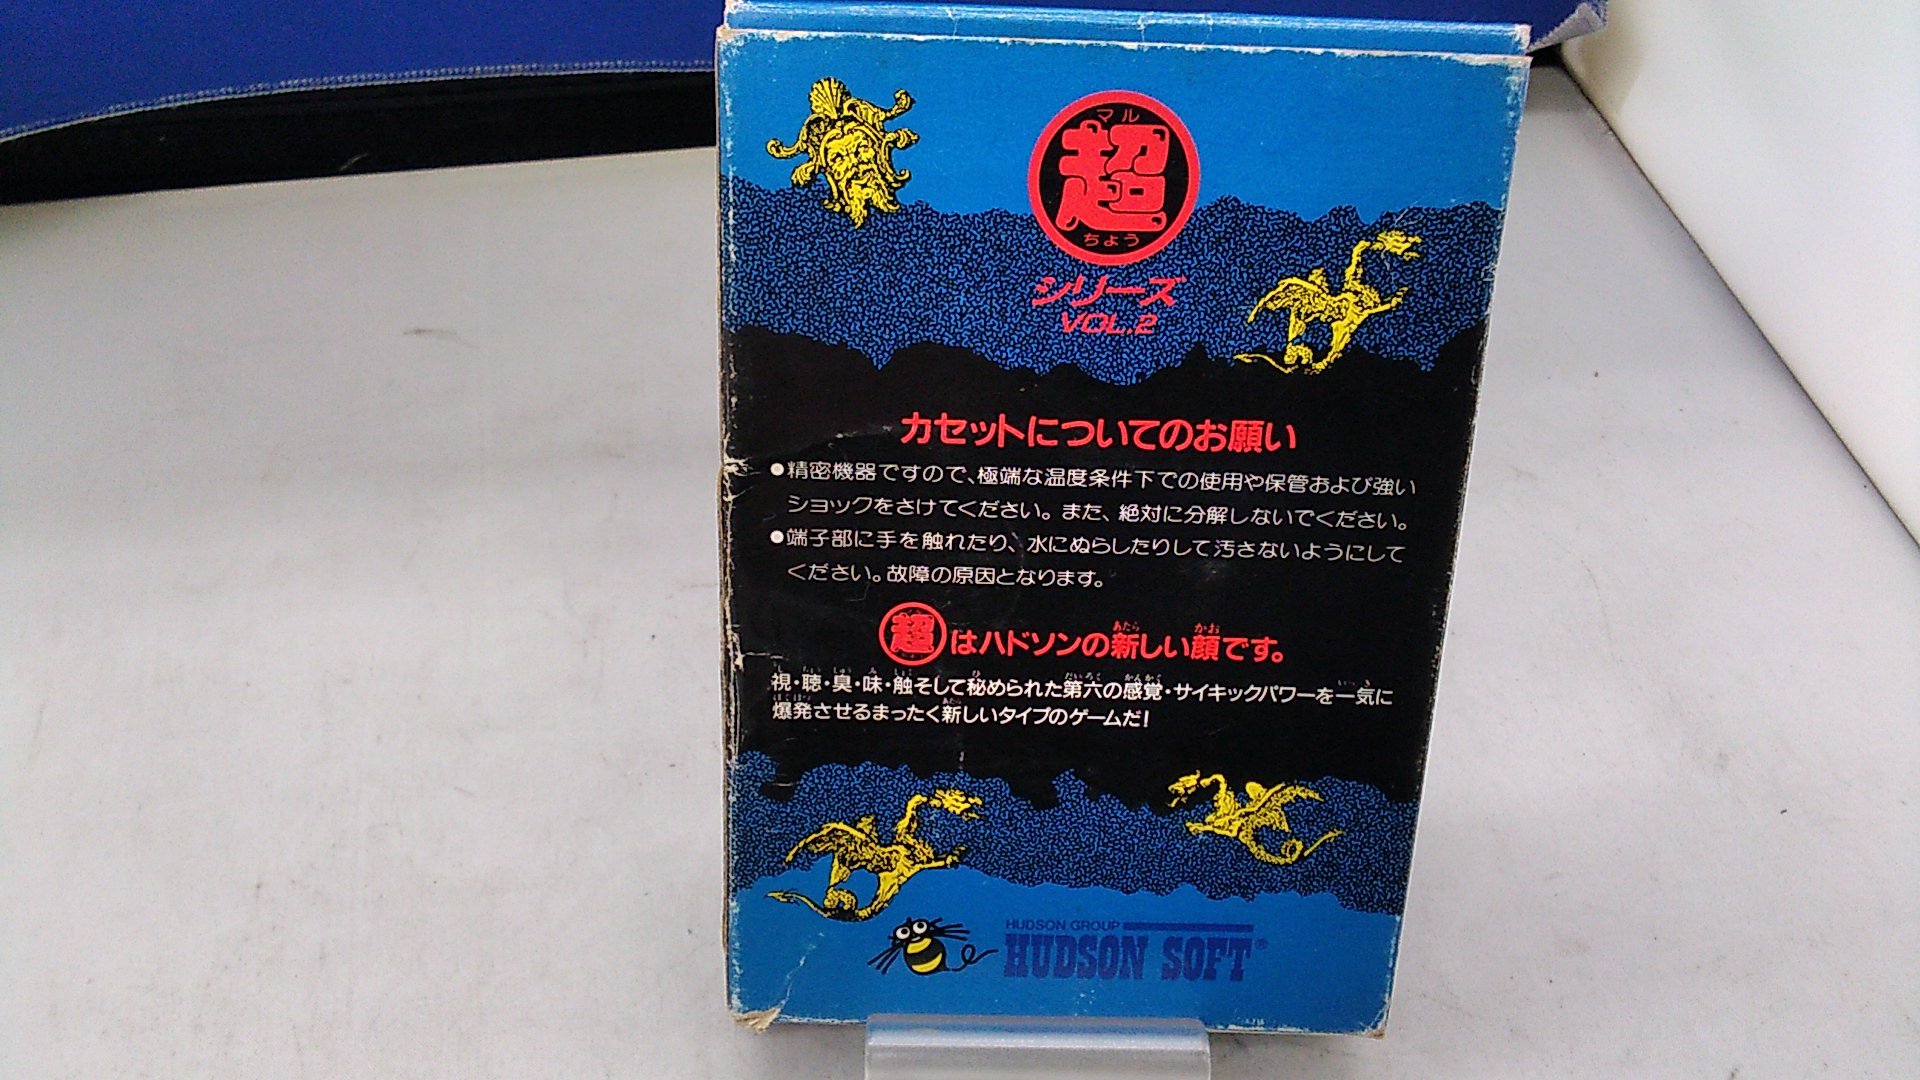 マル
超
ちょう
シリーズ
VOL.2
カセットについてのお願い
●精密機器ですので、極端な温度条件下での使用や保管および強い
ショックをさけてください。また、絶対に分解しないでください。
●端子部に手を触れたり、水にぬらしたりして汚さないようにして
ください。故障の原因となります。
超はハドソンの新しい顔です。
視・聴・臭・味・触そして秘められた第六の感覚・サイキックパワーを一気に
爆発させるまったく新しいタイプのゲームだ!
HUDSON GROUP
HUDSON SOFT®